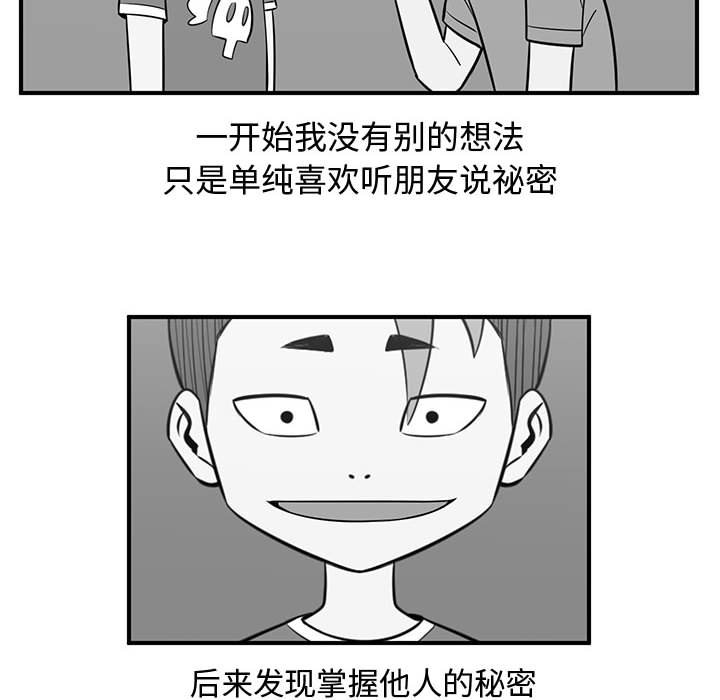 一开始我没有别的想法
只是单纯喜欢听朋友说祕密
后来发现掌握他人的秘密